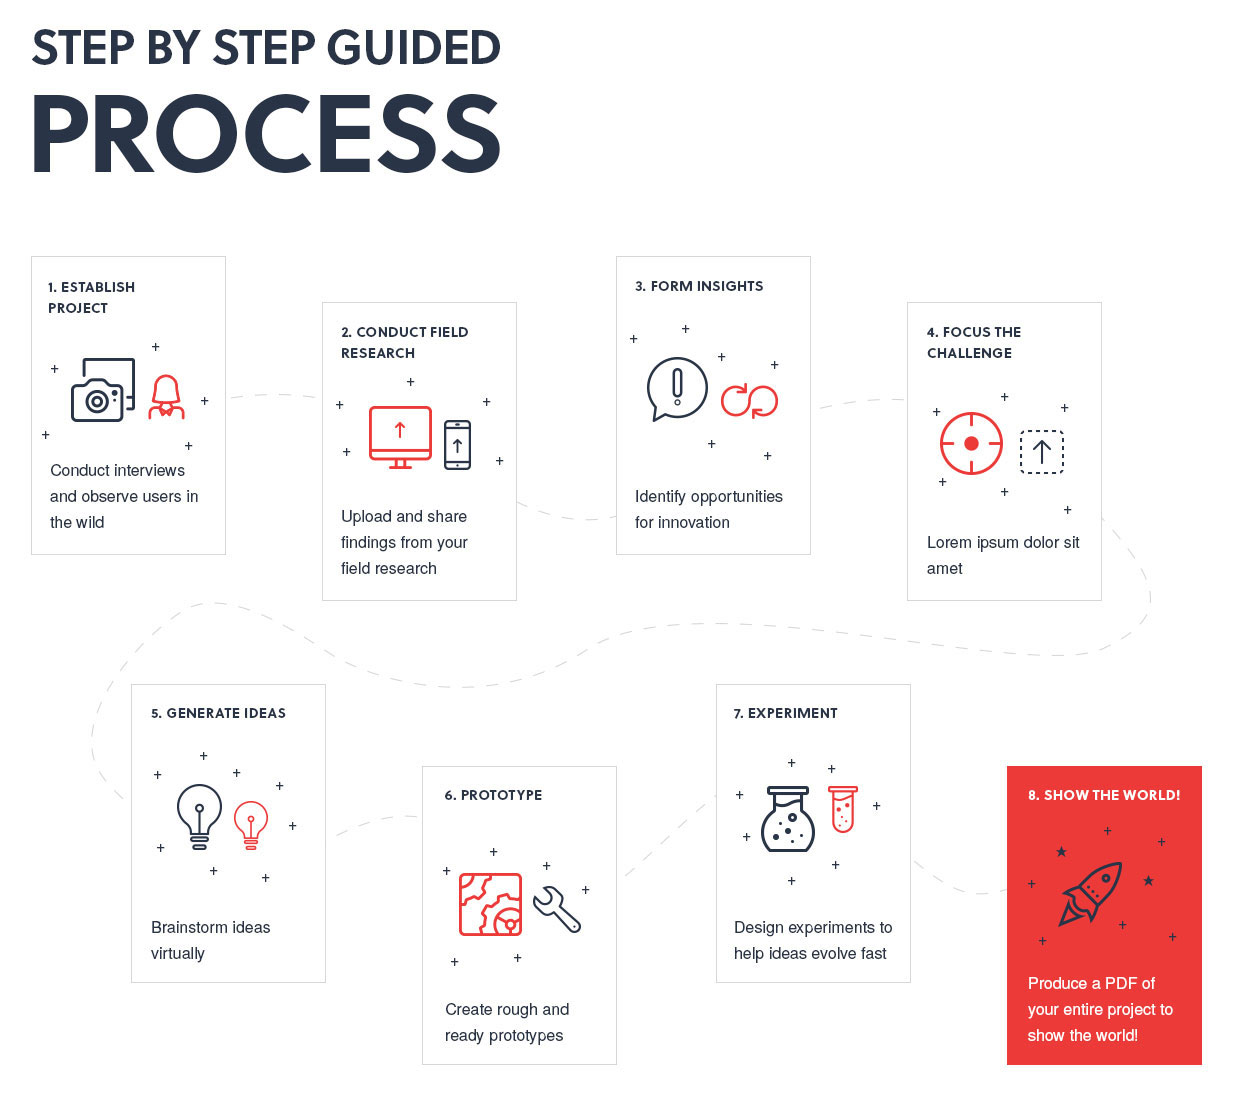 STEP BY STEP GUIDED
PROCESS
1. ESTABLISH
PROJECT
Conduct interviews
and observe users in
the wild
2. CONDUCT FIELD
RESEARCH
Upload and share
findings from your
field research
3. FORM INSIGHTS
Identify opportunities
for innovation
4. FOCUS THE
CHALLENGE
Lorem ipsum dolor sit
amet
5. GENERATE IDEAS
Brainstorm ideas
virtually
6. PROTOTYPE
Create rough and
ready prototypes
7. EXPERIMENT
Design experiments to
help ideas evolve fast
8. SHOW THE WORLD!
Produce a PDF of
your entire project to
show the world!